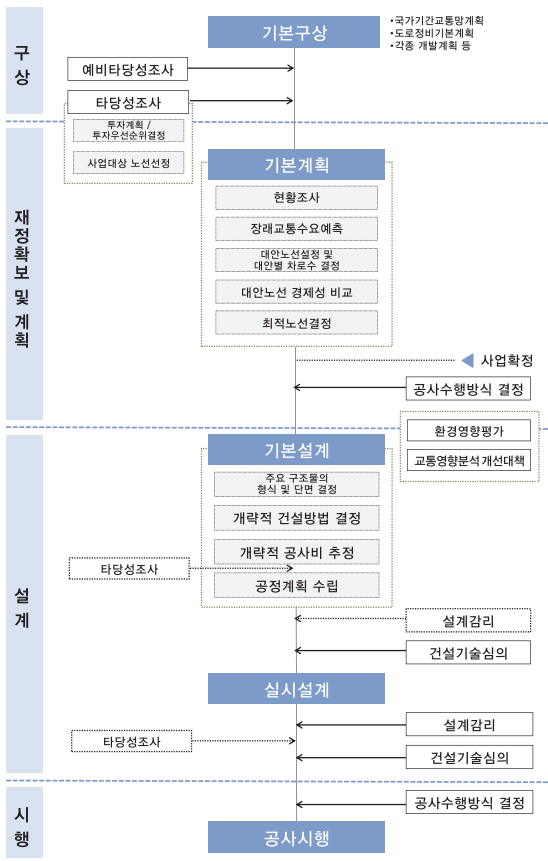 구
상
기본구상
•국가기간교통망계획
•도로정비기본계획
•각종 개발계획 등
예비타당성조사
타당성조사
투자계획 /
투자우선순위결정
사업대상 노선선정
재
정
확
보
및
계
획
기본계획
현황조사
장래교통수요예측
대안노선설정 및
대안별 차로수 결정
대안노선 경제성 비교
최적노선결정
사업확정
공사수행방식 결정
환경영향평가
교통영향분석개선대책
설
계
기본설계
주요 구조물의
형식 및 단면 결정
개략적 건설방법 결정
개략적 공사비 추정
타당성조사
공정계획 수립
설계감리
건설기술심의
실시설계
설계감리
타당성조사
건설기술심의
시
행
공사수행방식 결정
공사시행